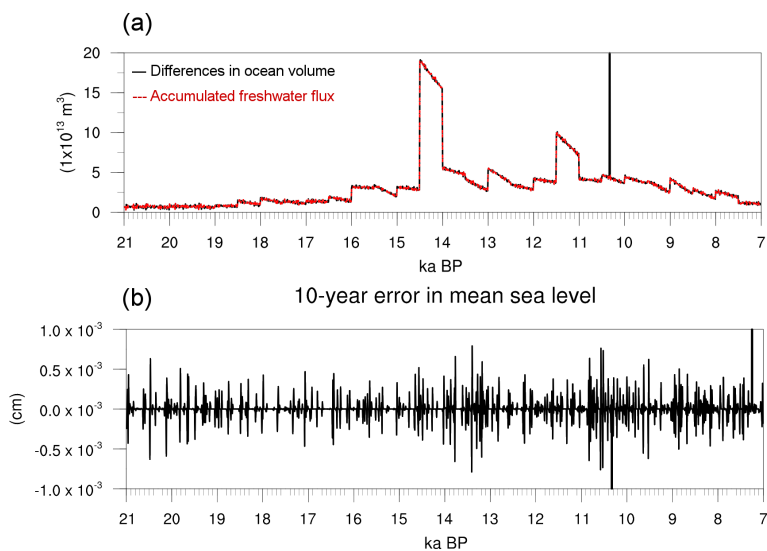 (a)
20
15
10
5
0
(1x10¹³ m³)
Differences in ocean volume
Accumulated freshwater flux
21 20 19 18 17 16 15 14 13 12 11 10 9 8 7
ka BP
(b) 10-year error in mean sea level
1.0 x 10⁻³
0.5 x 10⁻³
0.0 x 10⁻³
-0.5 x 10⁻³
-1.0 x 10⁻³
(cm)
21 20 19 18 17 16 15 14 13 12 11 10 9 8 7
ka BP